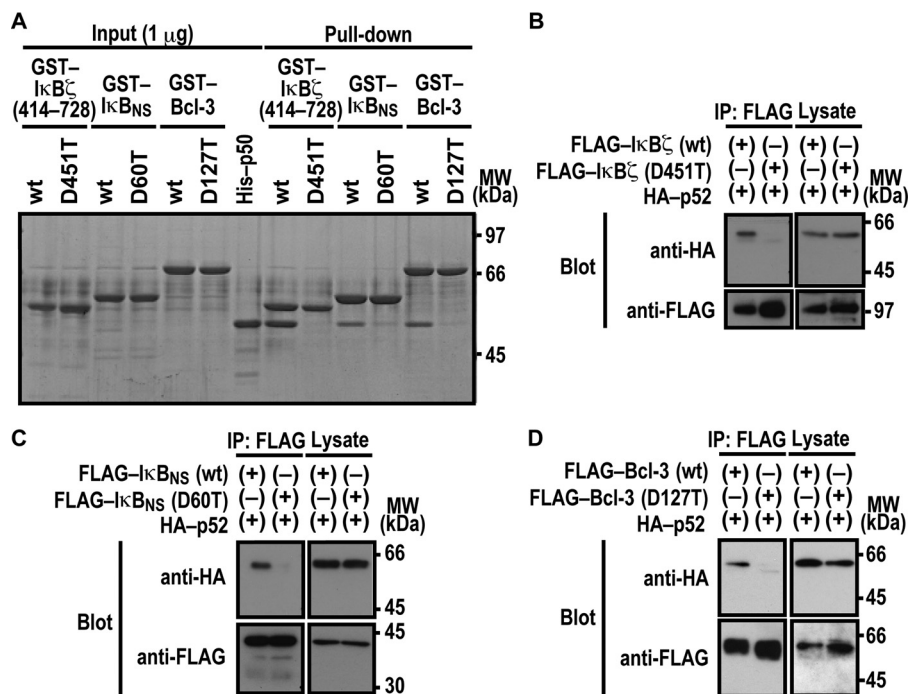 A
Input (1 μg) Pull-down
GST– GST– GST– GST– GST– GST–
IκBζ IκBNS Bcl-3 IκBζ IκBNS Bcl-3
(414–728) (414–728)
wt D451T wt D60T wt D127T His–p50 wt D451T wt D60T wt D127T
MW
(kDa)
97
66
45
B
IP: FLAG Lysate
FLAG–IκBζ (wt) (+) (–) (+) (–)
FLAG–IκBζ (D451T) (–) (+) (–) (+)
HA–p52 (+) (+) (+) (+)
MW
(kDa)
Blot
anti-HA
66
45
anti-FLAG
97
C
IP: FLAG Lysate
FLAG–IκBNS (wt) (+) (–) (+) (–)
FLAG–IκBNS (D60T) (–) (+) (–) (+)
HA–p52 (+) (+) (+) (+)
MW
(kDa)
Blot
anti-HA
66
45
anti-FLAG
45
30
D
IP: FLAG Lysate
FLAG–Bcl-3 (wt) (+) (–) (+) (–)
FLAG–Bcl-3 (D127T) (–) (+) (–) (+)
HA–p52 (+) (+) (+) (+)
MW
(kDa)
Blot
anti-HA
66
45
anti-FLAG
66
45